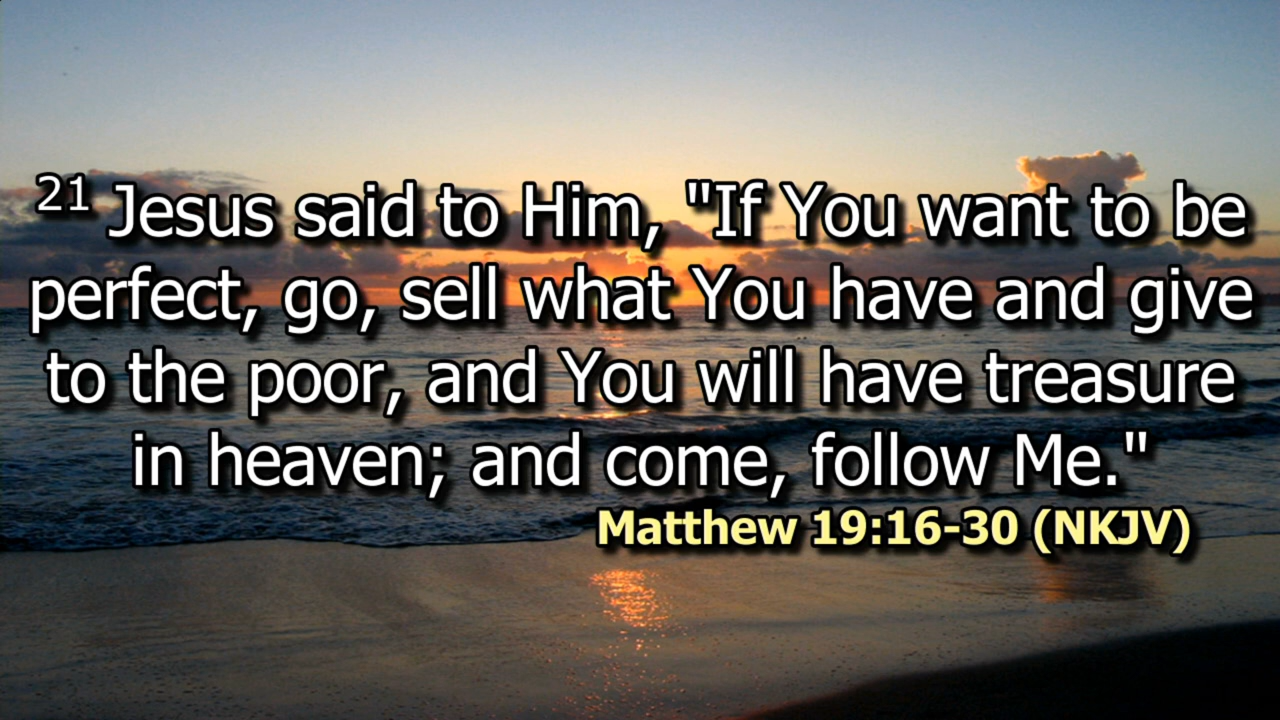 21 Jesus said to Him, "If You want to be
perfect, go, sell what You have and give
to the poor, and You will have treasure
in heaven; and come, follow Me."
Matthew 19:16-30 (NKJV)